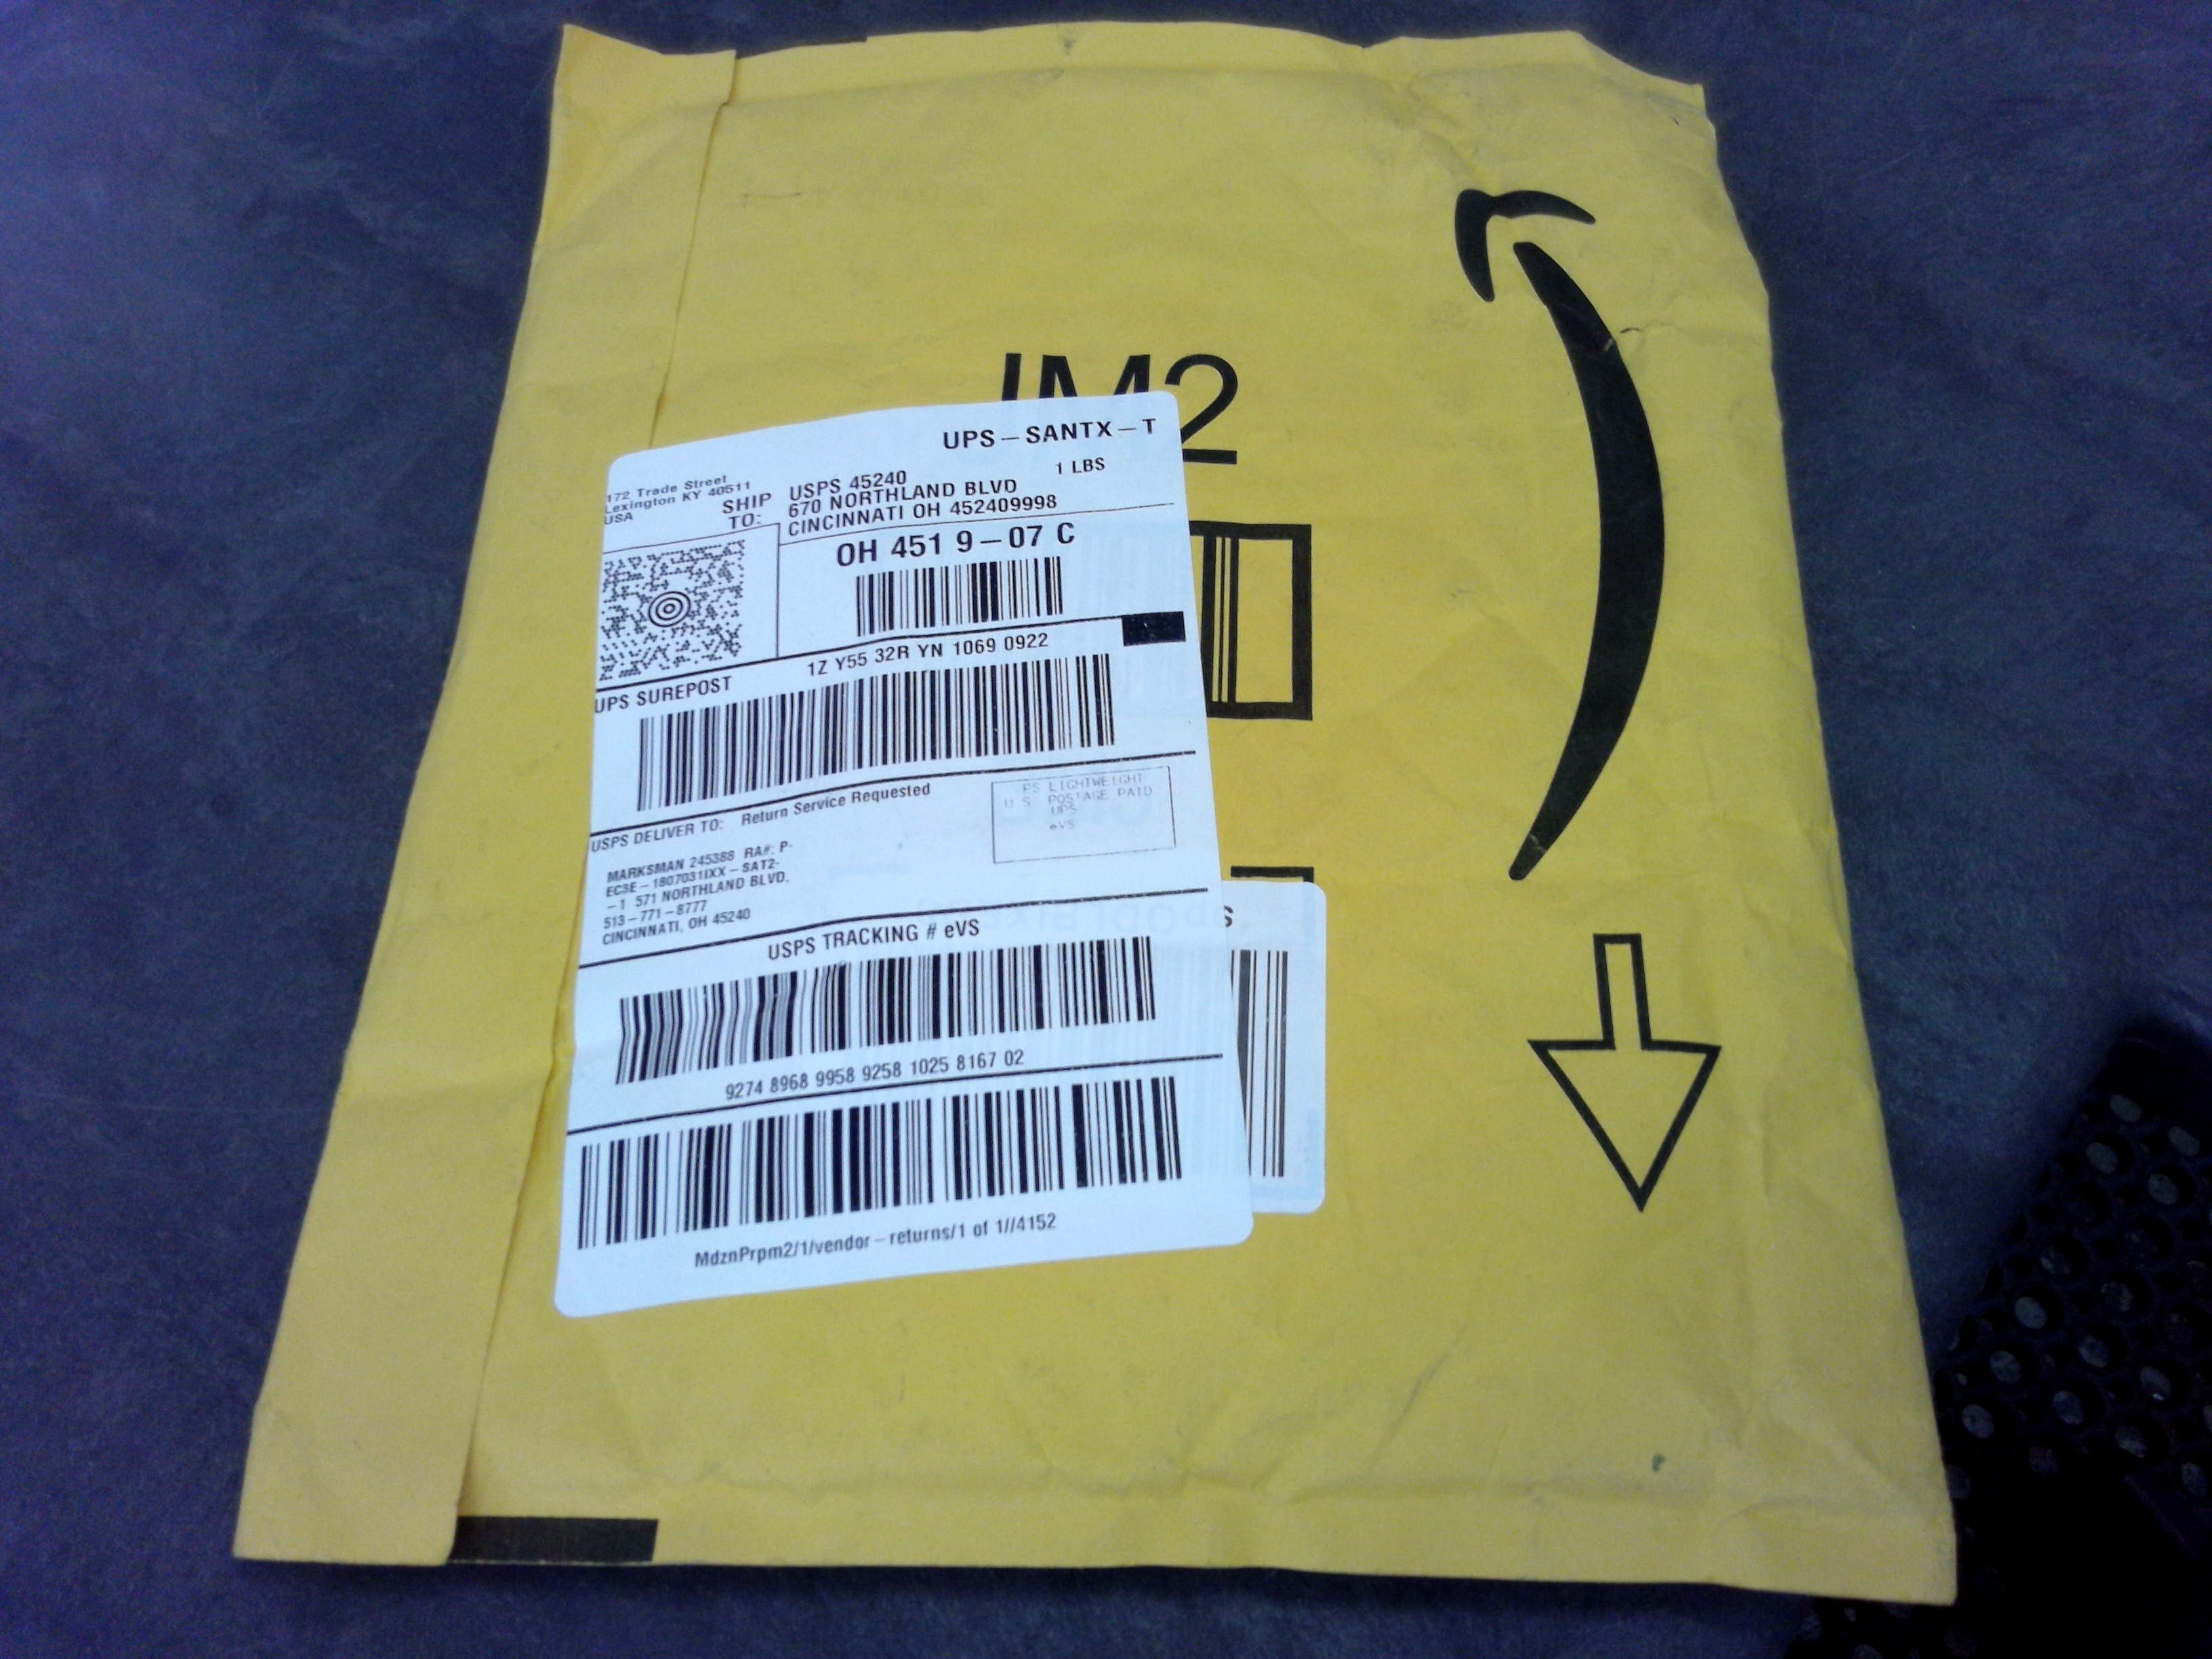 JM2
UPS-SANTX-T
1 LBS
172 Trade Street
Lexington KY 40511
USA
SHIP
TO:
USPS 45240
670 NORTHLAND BLVD
CINCINNATI OH 452409998
OH 451 9-07 C
1Z Y55 32R YN 1069 0922
UPS SUREPOST
USPS DELIVER TO: Return Service Requested
PS LIGHTWEIGHT
U S POSTAGE PAID
UPS
eVS
MARKSMAN 245388 RA#: P-
EC3E-1807031IXX-SAT2-
-1 571 NORTHLAND BLVD,
513-771-8777
CINCINNATI, OH 45240
USPS TRACKING # eVS
9274 8968 9958 9258 1025 8167 02
MdznPrpm2/1/vendor-returns/1 of 1//4152